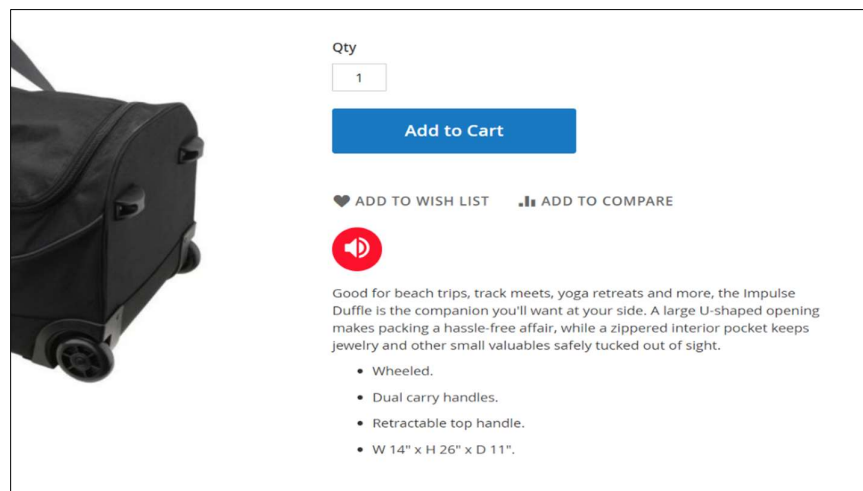 Qty
1
Add to Cart
ADD TO WISH LIST
ADD TO COMPARE
Good for beach trips, track meets, yoga retreats and more, the Impulse
Duffle is the companion you'll want at your side. A large U-shaped opening
makes packing a hassle-free affair, while a zippered interior pocket keeps
jewelry and other small valuables safely tucked out of sight.
• Wheeled.
• Dual carry handles.
• Retractable top handle.
• W 14" x H 26" x D 11".